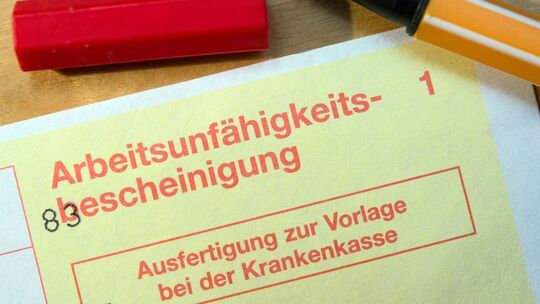 Arbeitsunfähigkeits- 1
bescheinigung
83
Ausfertigung zur Vorlage
bei der Krankenkasse